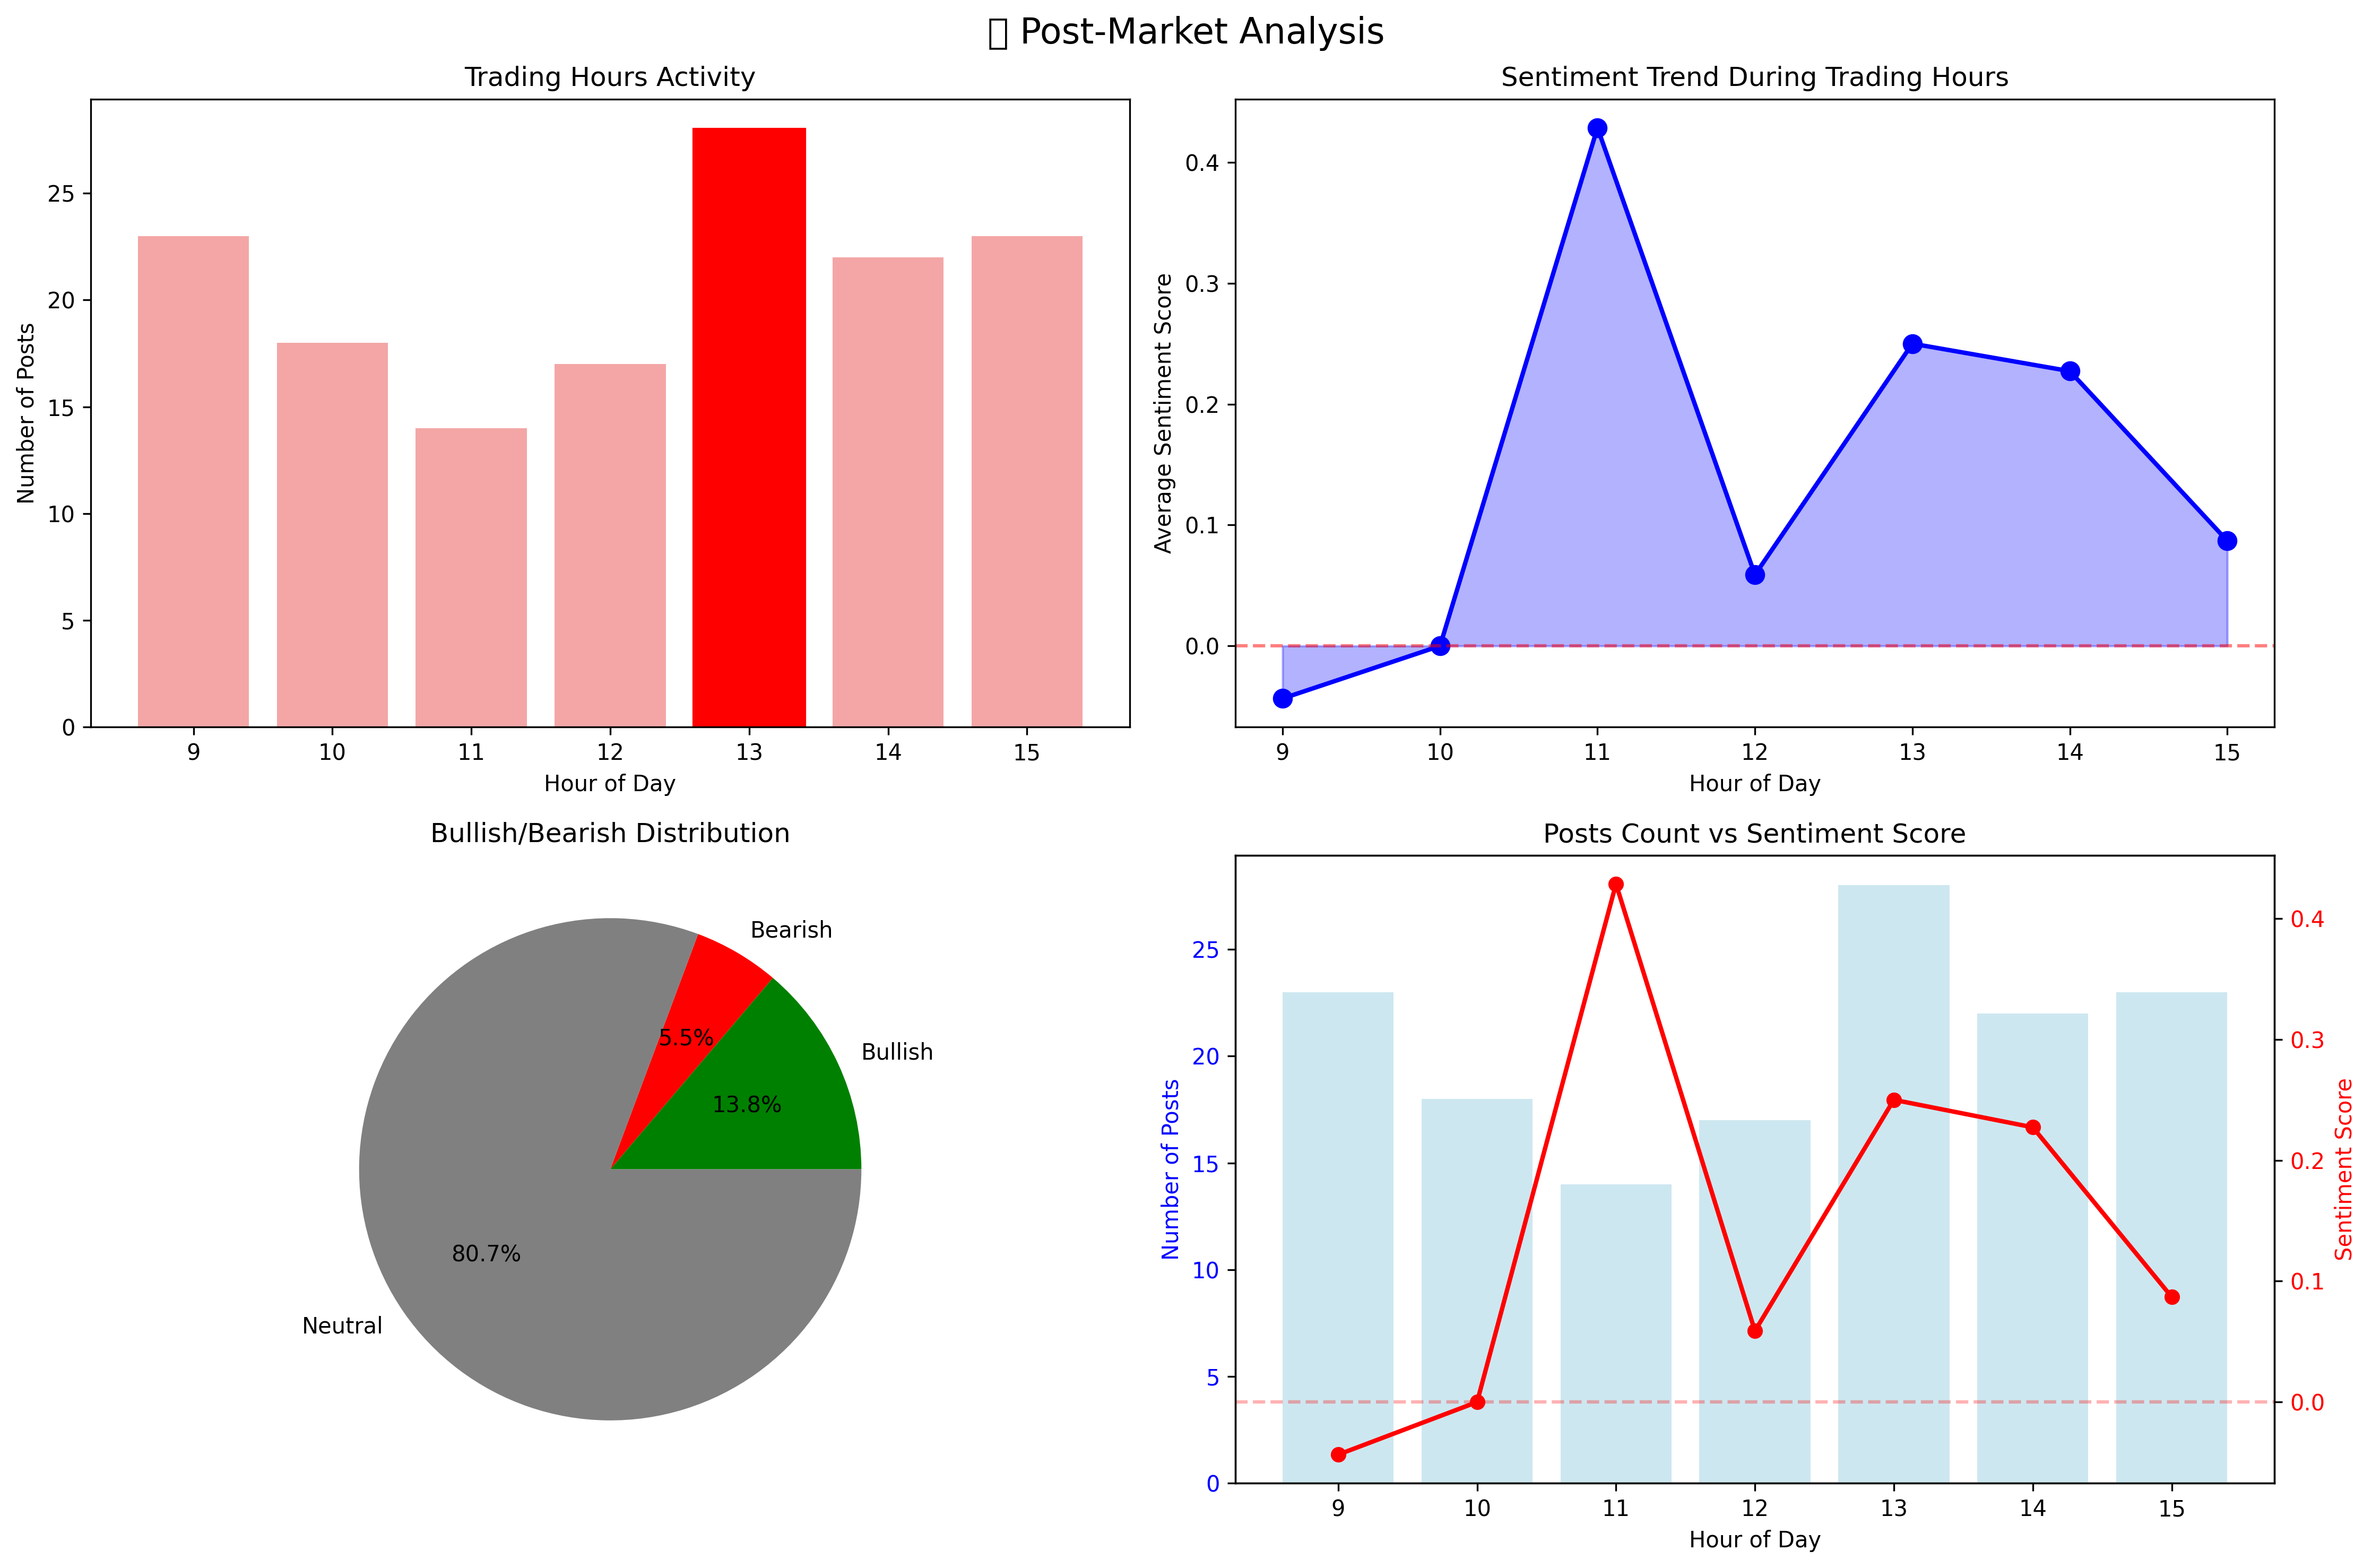 ▯ Post-Market Analysis
Trading Hours Activity
Number of Posts
25
20
15
10
5
0
9 10 11 12 13 14 15
Hour of Day
Sentiment Trend During Trading Hours
Average Sentiment Score
0.4
0.3
0.2
0.1
0.0
9 10 11 12 13 14 15
Hour of Day
Bullish/Bearish Distribution
Bearish
5.5%
Bullish
13.8%
80.7%
Neutral
Posts Count vs Sentiment Score
Number of Posts
25
20
15
10
5
0
0.4
0.3
0.2
0.1
0.0
Sentiment Score
9 10 11 12 13 14 15
Hour of Day